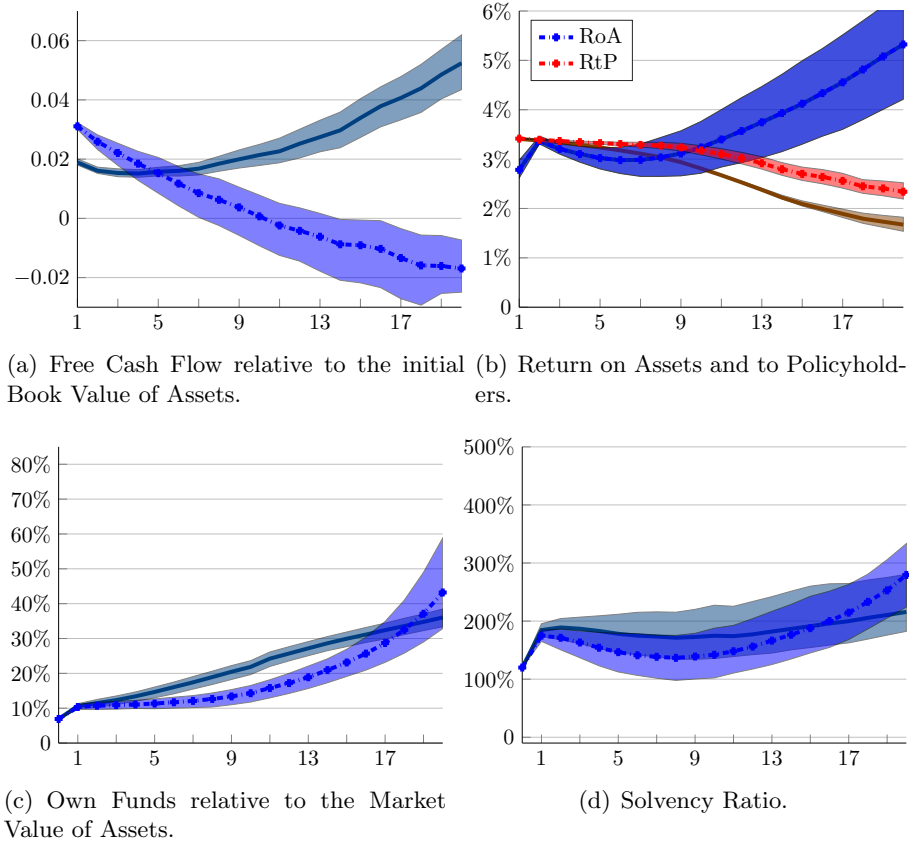 0.06
0.04
0.02
0
−0.02
1 5 9 13 17
(a) Free Cash Flow relative to the initial
Book Value of Assets.
6%
5%
4%
3%
2%
1%
0
RoA
RtP
1 5 9 13 17
(b) Return on Assets and to Policyhold-
ers.
80%
70%
60%
50%
40%
30%
20%
10%
0
1 5 9 13 17
(c) Own Funds relative to the Market
Value of Assets.
500%
400%
300%
200%
100%
0
1 5 9 13 17
(d) Solvency Ratio.